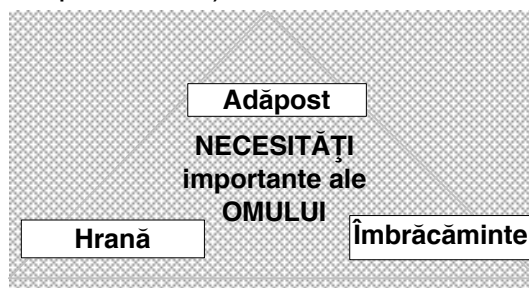 Adăpost
NECESITĂŢI
importante ale
OMULUI
Hrană
Îmbrăcăminte